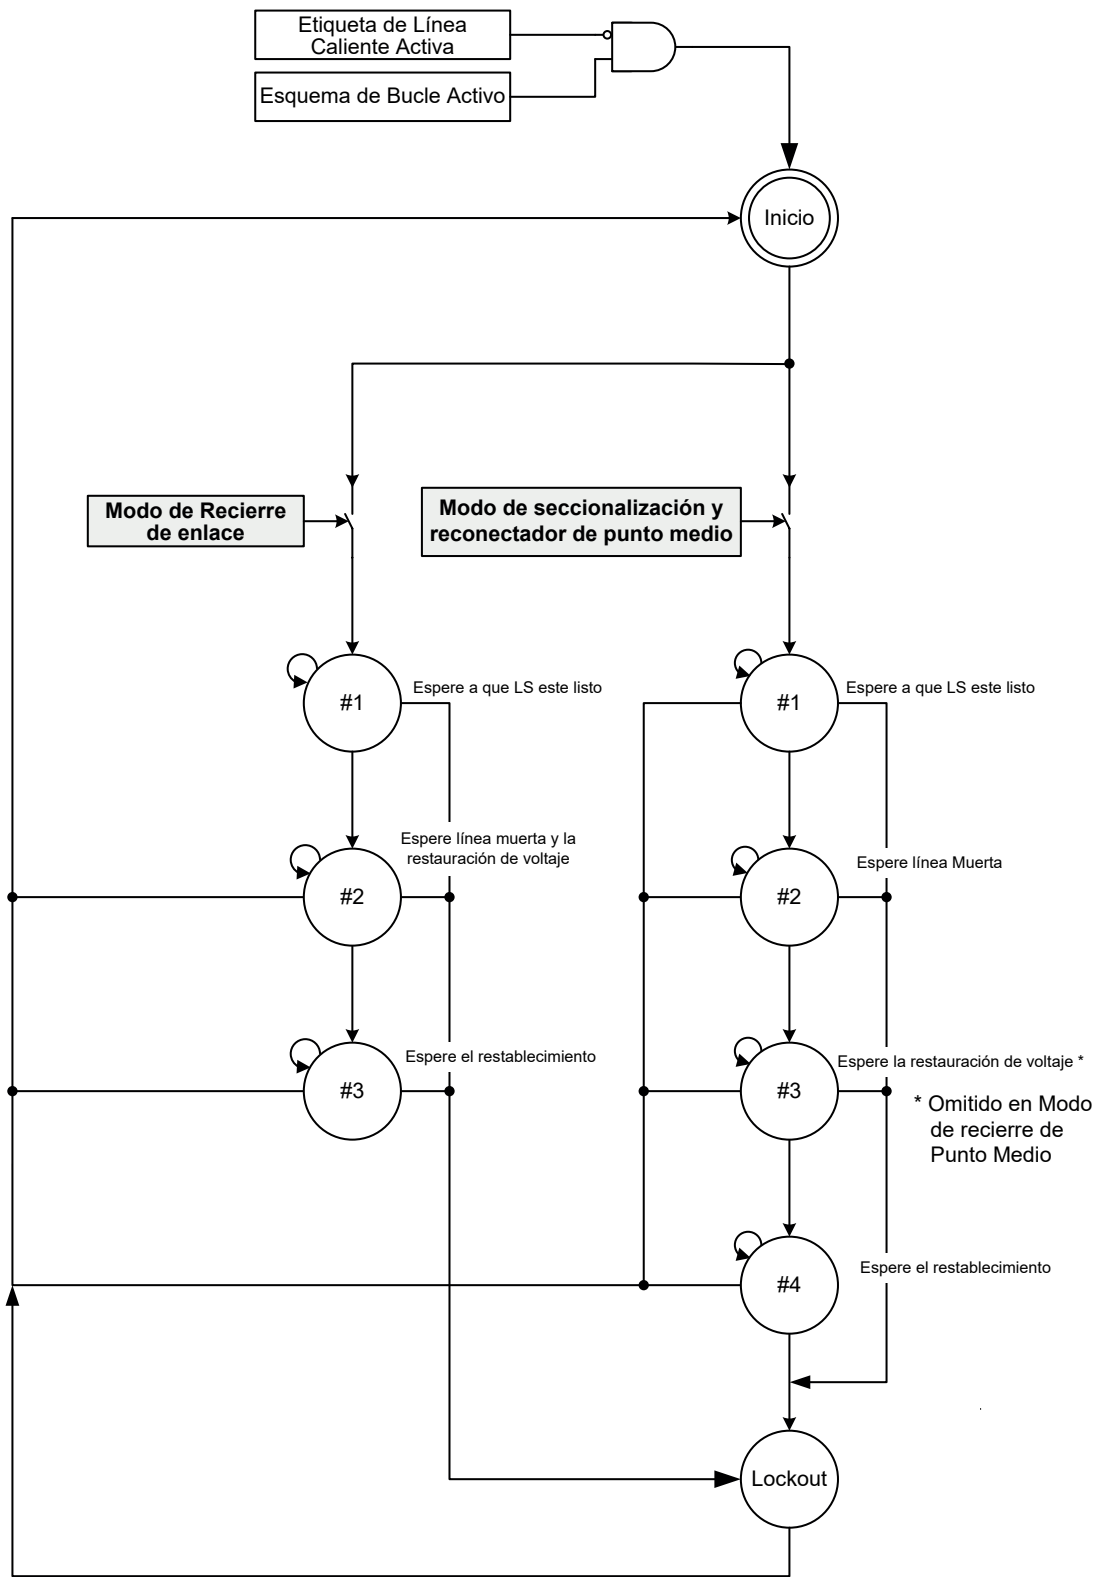 Etiqueta de Línea
Caliente Activa
Esquema de Bucle Activo
Inicio
Modo de Recierre
de enlace
Modo de seccionalización y
reconectador de punto medio
#1
Espere a que LS este listo
#1
Espere a que LS este listo
Espere línea muerta y la
restauración de voltaje
#2
#2
Espere línea Muerta
#3
Espere el restablecimiento
#3
Espere la restauración de voltaje *
* Omitido en Modo
de recierre de
Punto Medio
#4
Espere el restablecimiento
Lockout